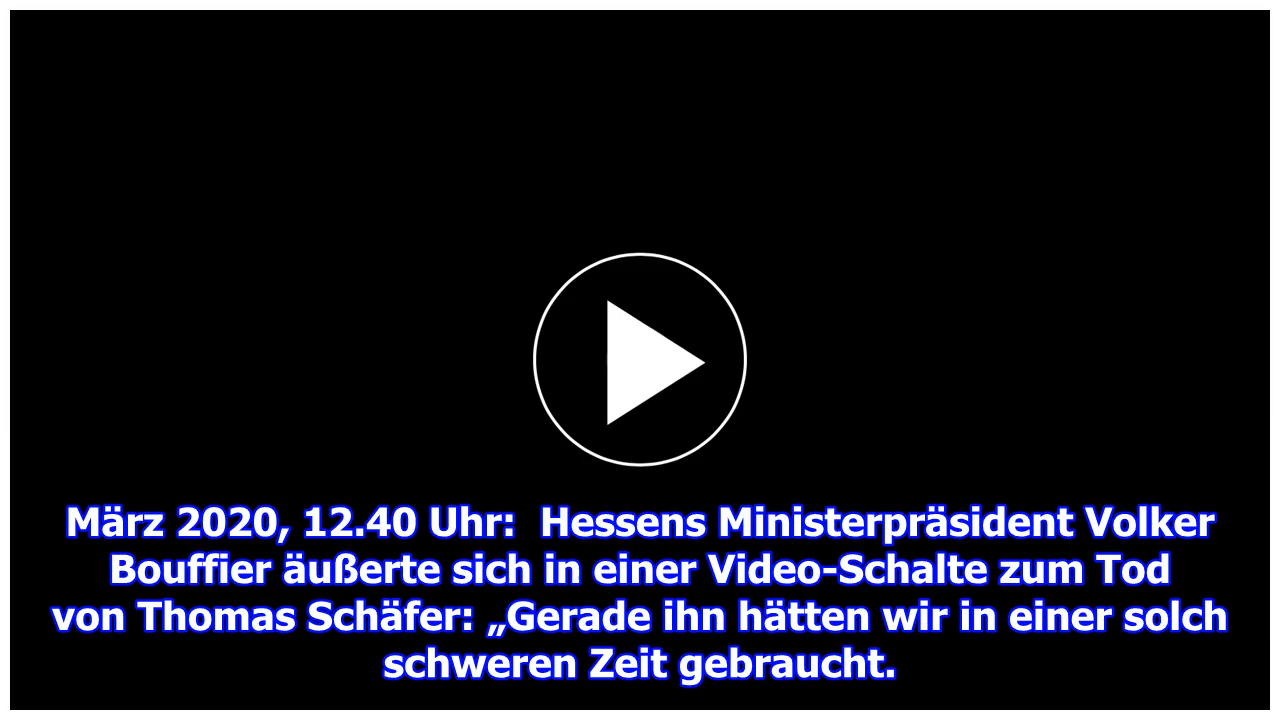 März 2020, 12.40 Uhr:  Hessens Ministerpräsident Volker
Bouffier äußerte sich in einer Video-Schalte zum Tod
von Thomas Schäfer: „Gerade ihn hätten wir in einer solch
schweren Zeit gebraucht.